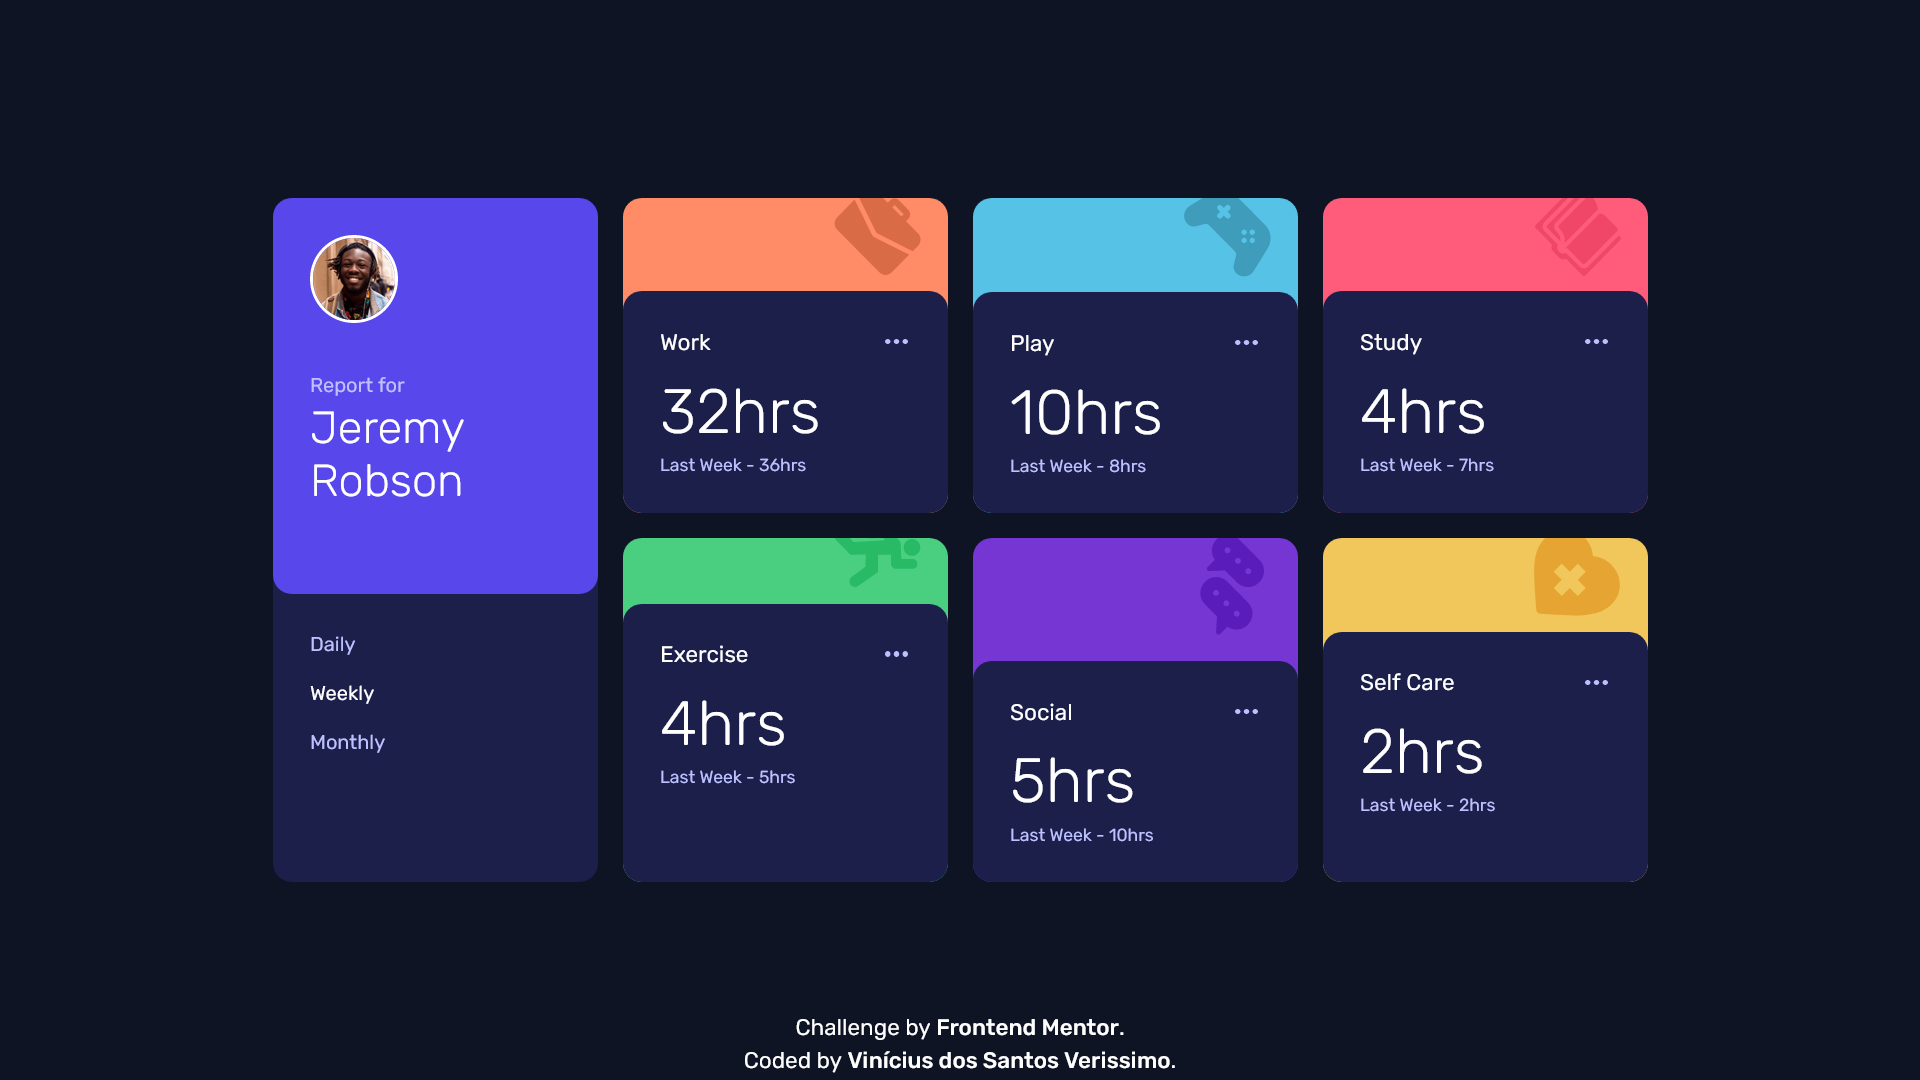 Report for
Jeremy
Robson
Daily
Weekly
Monthly
Work
32hrs
Last Week - 36hrs
Play
10hrs
Last Week - 8hrs
Study
4hrs
Last Week - 7hrs
Exercise
4hrs
Last Week - 5hrs
Social
5hrs
Last Week - 10hrs
Self Care
2hrs
Last Week - 2hrs
Challenge by Frontend Mentor.
Coded by Vinícius dos Santos Verissimo.